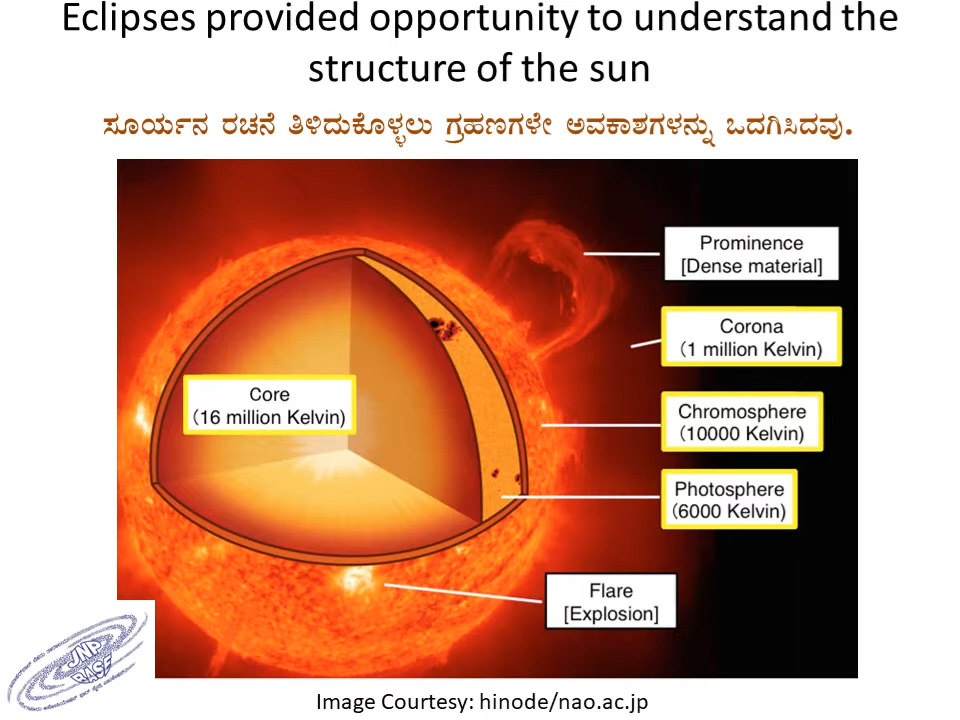 Eclipses provided opportunity to understand the
structure of the sun
ಸೂರ್ಯನ ರಚನೆ ತಿಳಿದುಕೊಳ್ಳಲು ಗ್ರಹಣಗಳೇ ಅವಕಾಶಗಳನ್ನು ಒದಗಿಸಿದವು.
Prominence
[Dense material]
Corona
(1 million Kelvin)
Core
(16 million Kelvin)
Chromosphere
(10000 Kelvin)
Photosphere
(6000 Kelvin)
Flare
[Explosion]
JNP
BASE
Image Courtesy: hinode/nao.ac.jp